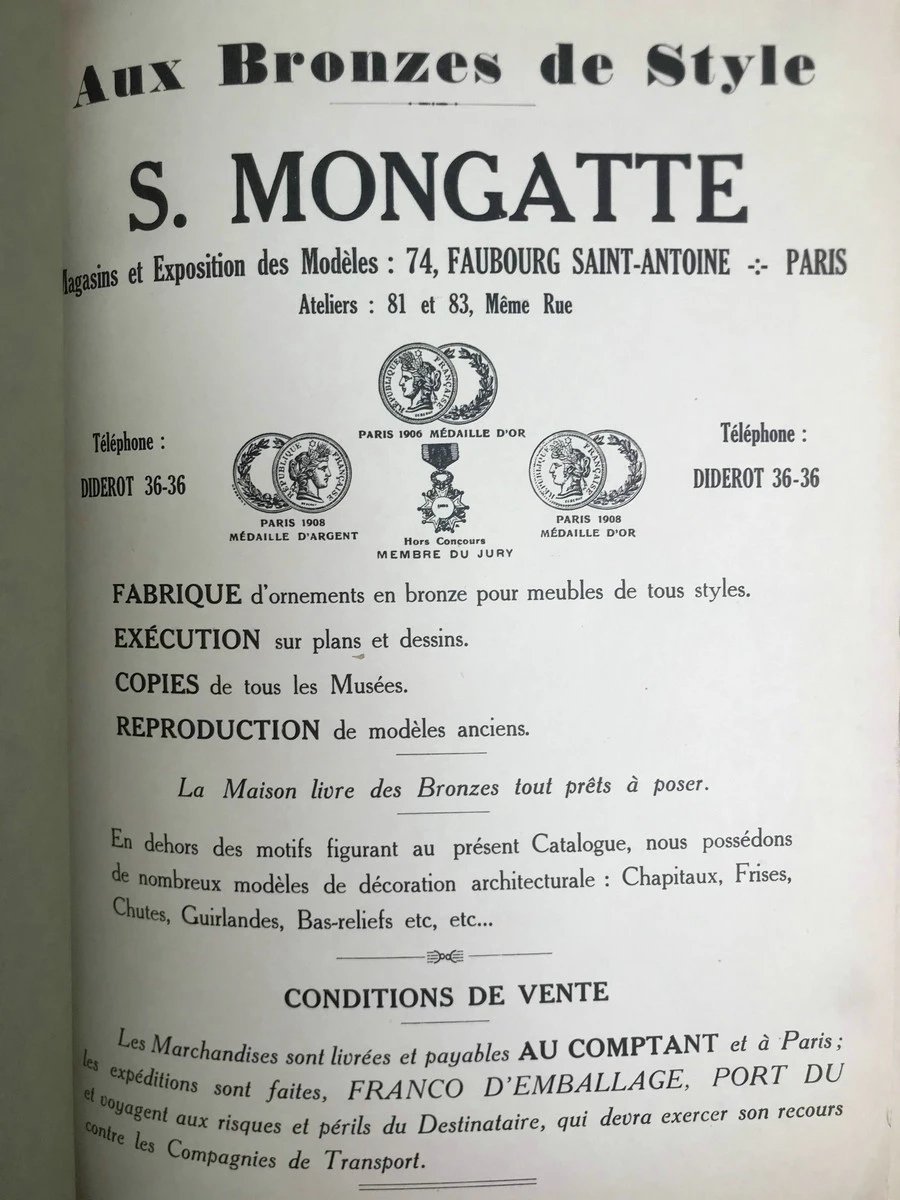 Aux Bronzes de Style
S. MONGATTE
Magasins et Exposition des Modèles : 74, FAUBOURG SAINT-ANTOINE -:- PARIS
Ateliers : 81 et 83, Même Rue
RÉPUBLIQUE FRANÇAISE
PARIS 1906 MÉDAILLE D'OR
Téléphone :
DIDEROT 36-36
RÉPUBLIQUE FRANÇAISE
PARIS 1908
MÉDAILLE D'ARGENT
Hors Concours
MEMBRE DU JURY
RÉPUBLIQUE FRANÇAISE
PARIS 1908
MÉDAILLE D'OR
Téléphone :
DIDEROT 36-36
FABRIQUE d'ornements en bronze pour meubles de tous styles.
EXÉCUTION sur plans et dessins.
COPIES de tous les Musées.
REPRODUCTION de modèles anciens.
La Maison livre des Bronzes tout prêts à poser.
En dehors des motifs figurant au présent Catalogue, nous possédons
de nombreux modèles de décoration architecturale : Chapitaux, Frises,
Chutes, Guirlandes, Bas-reliefs etc, etc...
CONDITIONS DE VENTE
Les Marchandises sont livrées et payables AU COMPTANT et à Paris ;
les expéditions sont faites, FRANCO D'EMBALLAGE, PORT DU
et voyagent aux risques et périls du Destinataire, qui devra exercer son recours
contre les Compagnies de Transport.